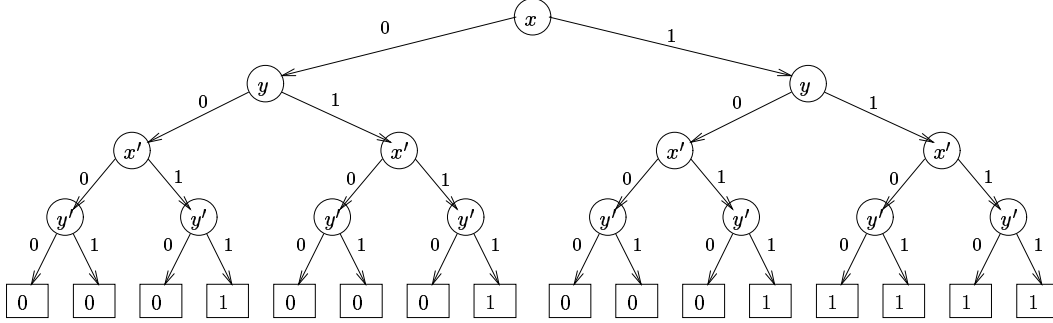 x
0 1
y y
0 1 0 1
x′ x′ x′ x′
0 1 0 1 0 1 0 1
y′ y′ y′ y′ y′ y′ y′ y′
0 1 0 1 0 1 0 1 0 1 0 1 0 1 0 1
0 0 0 1 0 0 0 1 0 0 0 1 1 1 1 1